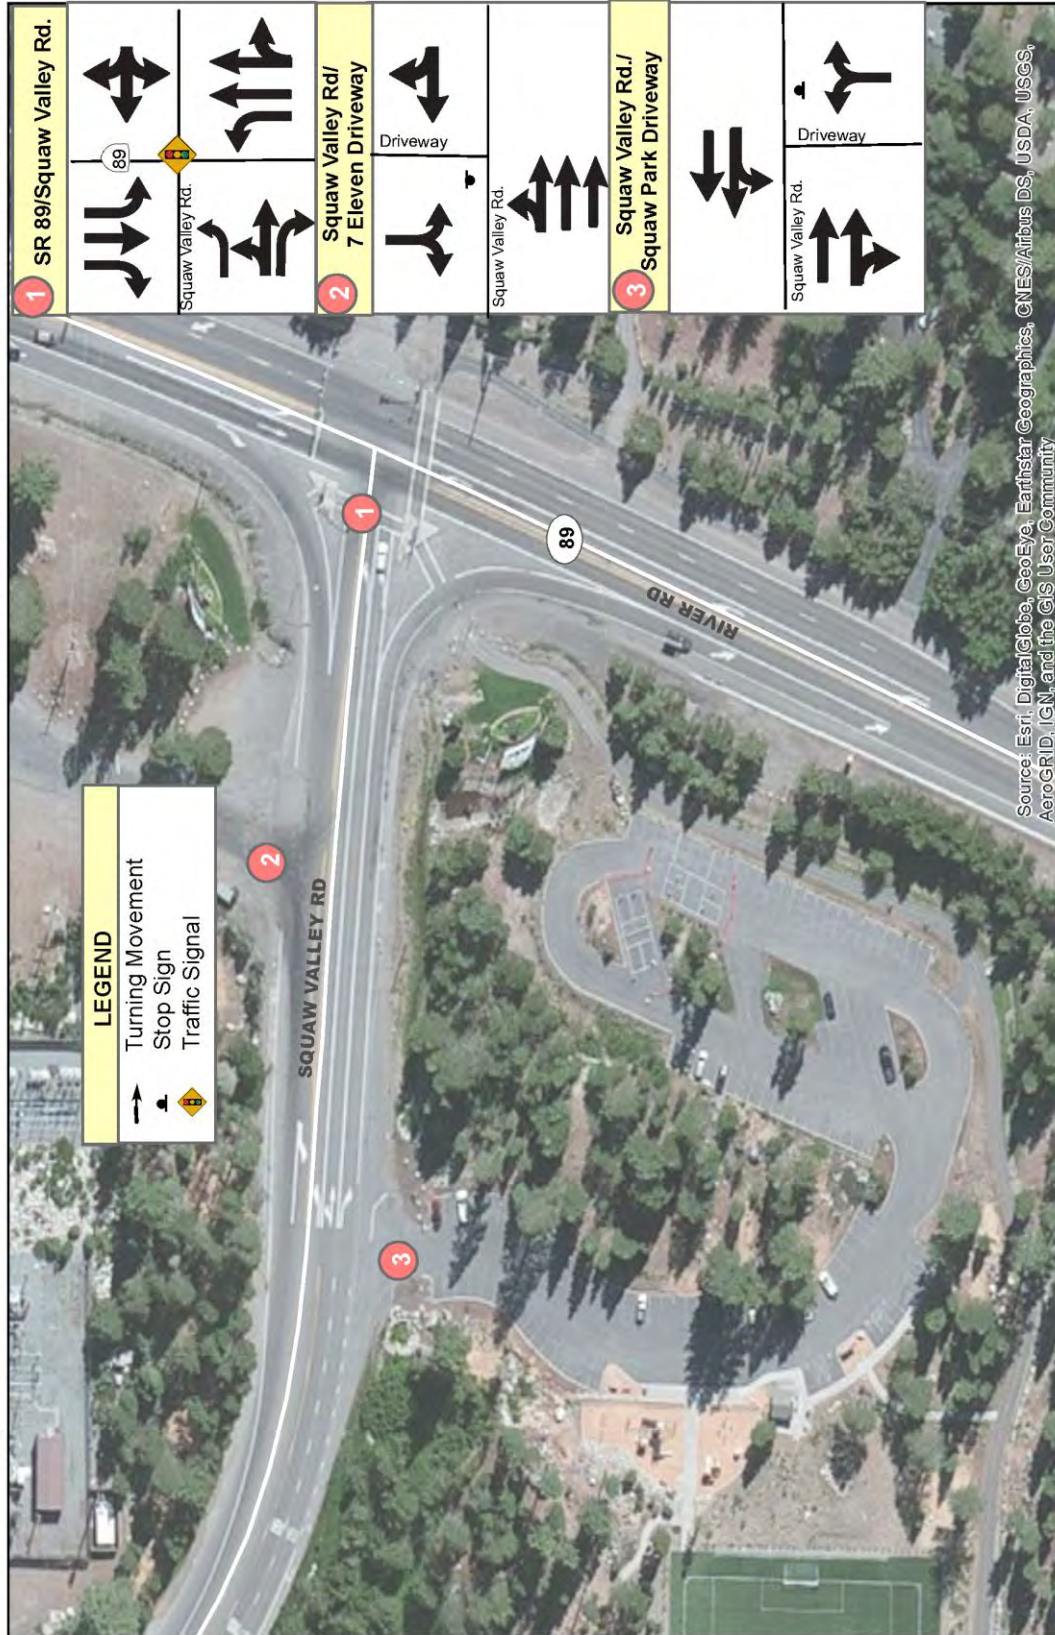 1
SR 89/Squaw Valley Rd.
89
Squaw Valley Rd.
2
Squaw Valley Rd/
7 Eleven Driveway
Driveway
Squaw Valley Rd.
3
Squaw Valley Rd./
Squaw Park Driveway
Squaw Valley Rd.
Driveway
LEGEND
Turning Movement
Stop Sign
Traffic Signal
SQUAW VALLEY RD
RIVER RD
89
1
2
3
Source: Esri, DigitalGlobe, GeoEye, Earthstar Geographics, CNES/Airbus DS, USDA, USGS,
AeroGRID, IGN, and the GIS User Community